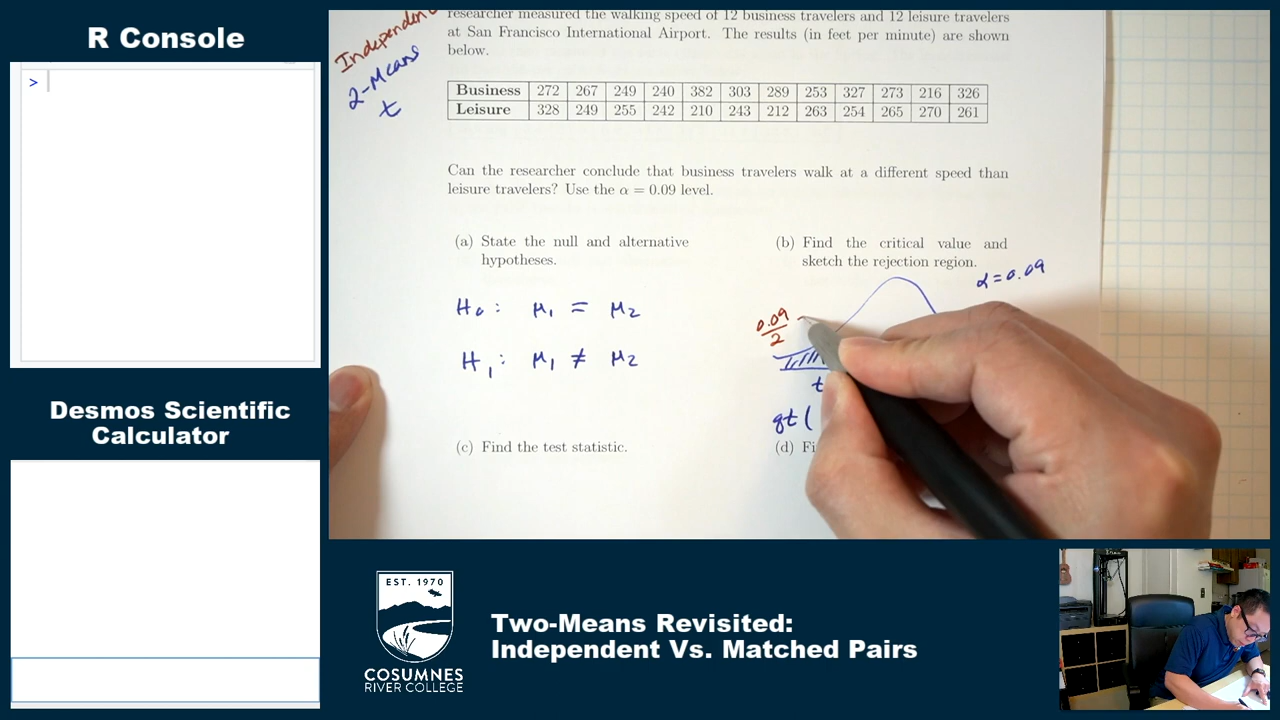 R Console
>
Independen
2-Means
t
researcher measured the walking speed of 12 business travelers and 12 leisure travelers
at San Francisco International Airport. The results (in feet per minute) are shown
below.
Business 272 267 249 240 382 303 289 253 327 273 216 326
Leisure 328 249 255 242 210 243 212 263 254 265 270 261
Can the researcher conclude that business travelers walk at a different speed than
leisure travelers? Use the α = 0.09 level.
(a) State the null and alternative
hypotheses.
H₀: μ₁ = μ₂
H₁: μ₁ ≠ μ₂
(b) Find the critical value and
sketch the rejection region.
α = 0.09
0.09
2
t
qt(
(c) Find the test statistic.
(d) Fi
Desmos Scientific
Calculator
EST. 1970
COSUMNES
RIVER COLLEGE
Two-Means Revisited:
Independent Vs. Matched Pairs